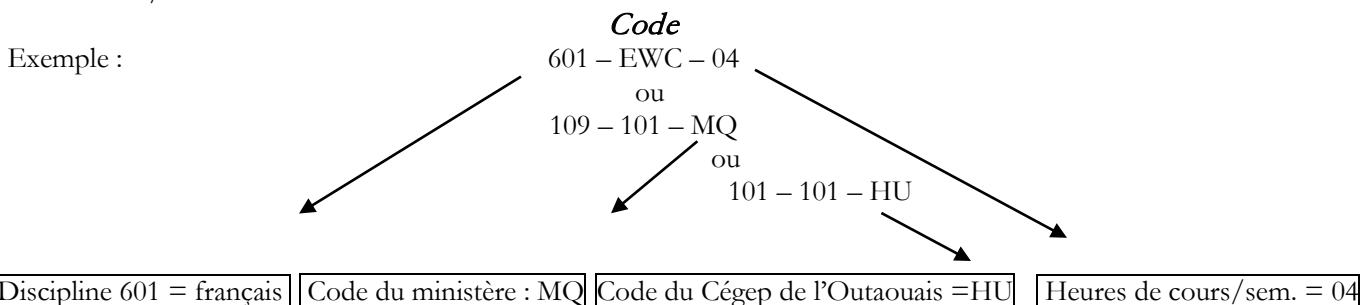 Code
Exemple : 601 – EWC – 04
ou
109 – 101 – MQ
ou
101 – 101 – HU
Discipline 601 = français Code du ministère : MQ Code du Cégep de l'Outaouais =HU Heures de cours/sem. = 04